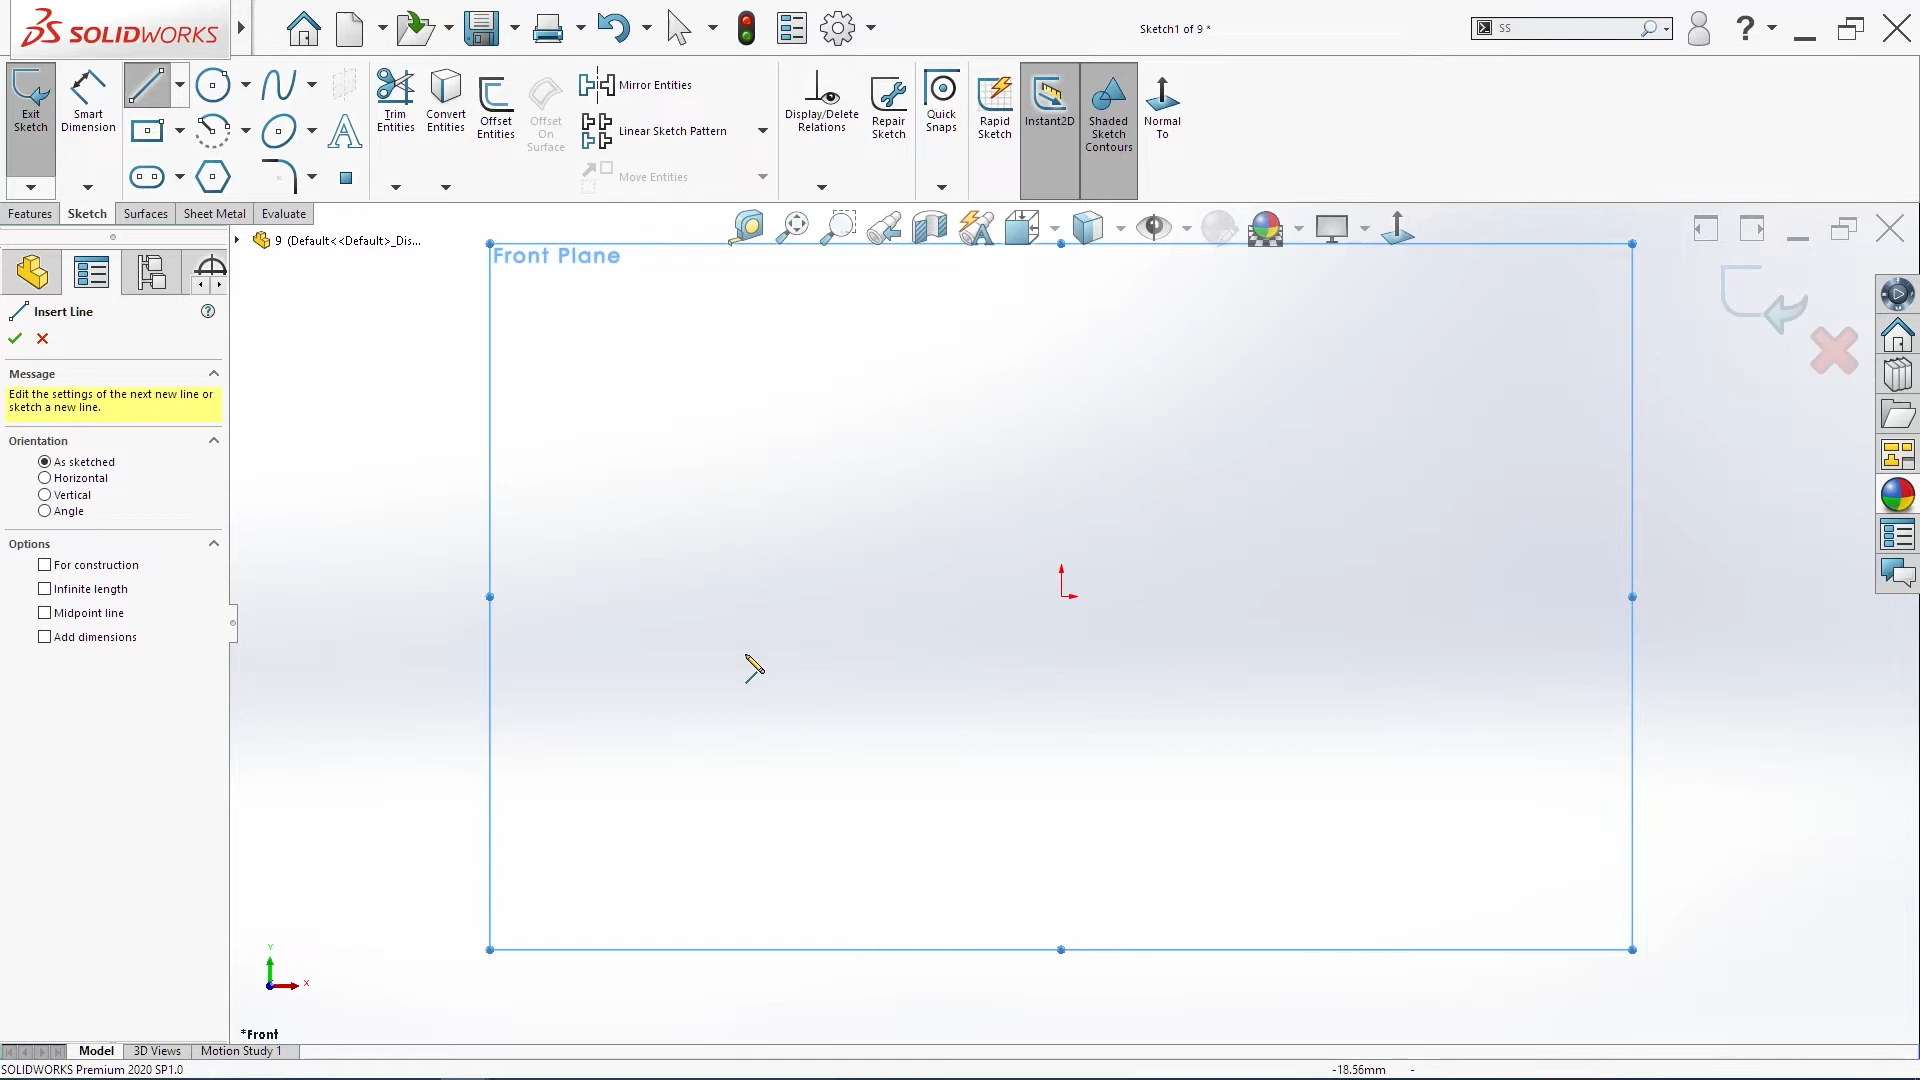 SOLIDWORKS
Sketch1 of 9 *
SS
?
Exit Sketch
Smart Dimension
Trim Entities
Convert Entities
Offset Entities
Offset On Surface
Mirror Entities
Linear Sketch Pattern
Move Entities
Display/Delete Relations
Repair Sketch
Quick Snaps
Rapid Sketch
Instant2D
Shaded Sketch Contours
Normal To
Features
Sketch
Surfaces
Sheet Metal
Evaluate
9 (Default<<Default>_Dis...
Front Plane
Insert Line
?
Message
Edit the settings of the next new line or
sketch a new line.
Orientation
As sketched
Horizontal
Vertical
Angle
Options
For construction
Infinite length
Midpoint line
Add dimensions
Y
X
*Front
Model
3D Views
Motion Study 1
SOLIDWORKS Premium 2020 SP1.0
-18.56mm
-